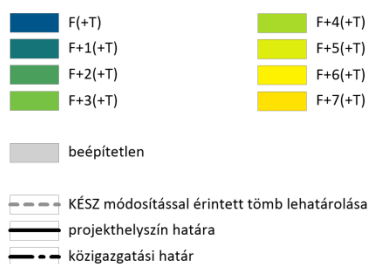 F(+T)
F+1(+T)
F+2(+T)
F+3(+T)
F+4(+T)
F+5(+T)
F+6(+T)
F+7(+T)
beépítetlen
KÉSZ módosítással érintett tömb lehatárolása
projekthelyszín határa
közigazgatási határ